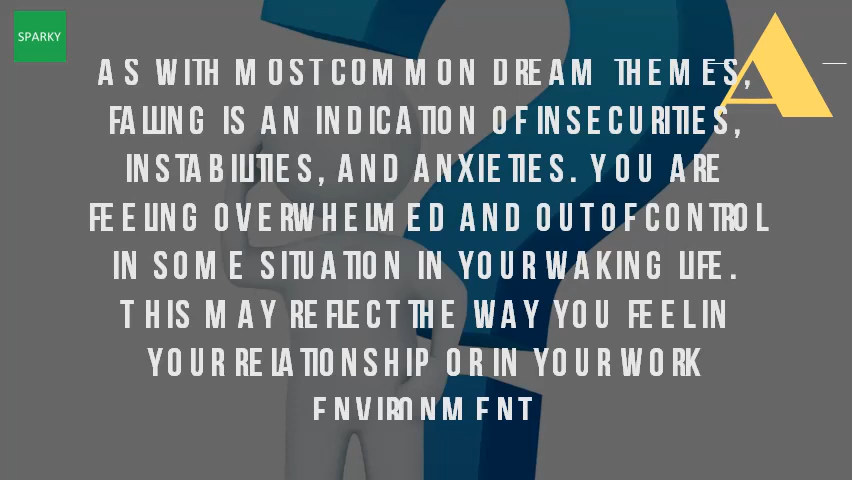 SPARKY
A
AS WITH MOST COMMON DREAM THEMES,
FALLING IS AN INDICATION OF INSECURITIES,
INSTABILITIES, AND ANXIETIES. YOU ARE
FEELING OVERWHELMED AND OUT OF CONTROL
IN SOME SITUATION IN YOUR WAKING LIFE.
THIS MAY REFLECT THE WAY YOU FEEL IN
YOUR RELATIONSHIP OR IN YOUR WORK
ENVIRONMENT